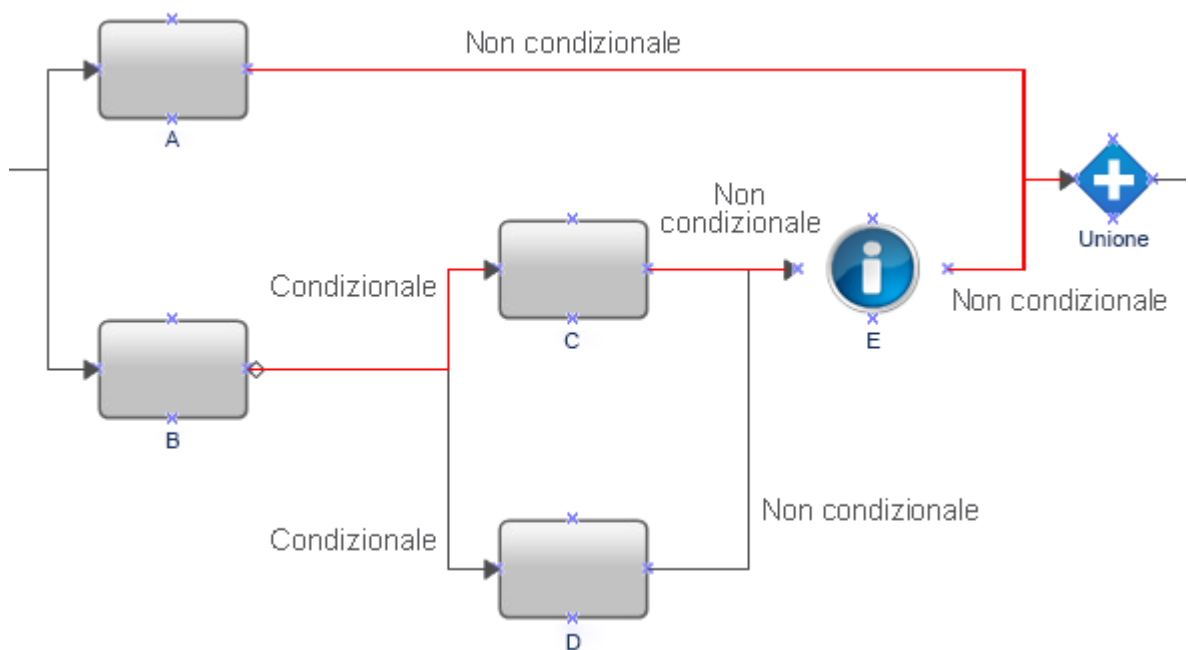 Non condizionale
A
Unione
Non
condizionale
Condizionale
C
E
Non condizionale
B
Non condizionale
Condizionale
D